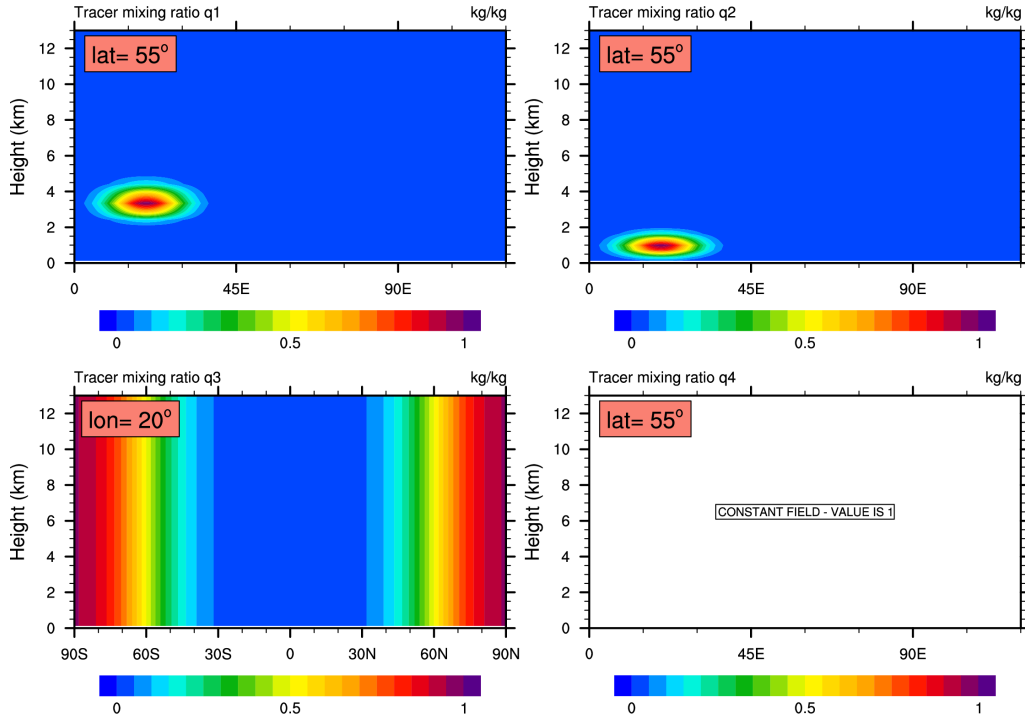 Tracer mixing ratio q1 kg/kg
lat= 55°
12
10
8
6
4
2
0
Height (km)
0 45E 90E
0 0.5 1
Tracer mixing ratio q2 kg/kg
lat= 55°
12
10
8
6
4
2
0
Height (km)
0 45E 90E
0 0.5 1
Tracer mixing ratio q3 kg/kg
lon= 20°
12
10
8
6
4
2
0
Height (km)
90S 60S 30S 0 30N 60N 90N
0 0.5 1
Tracer mixing ratio q4 kg/kg
lat= 55°
12
10
8
6
4
2
0
Height (km)
CONSTANT FIELD - VALUE IS 1
0 45E 90E
0 0.5 1